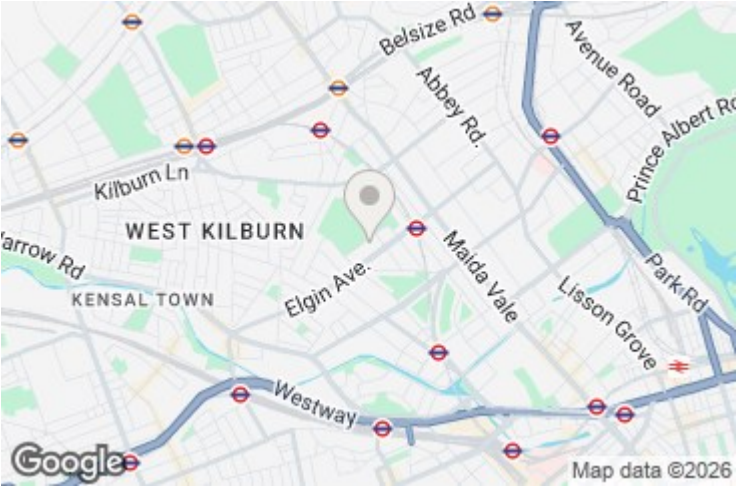 Belsize Rd
Avenue Road
Abbey Rd.
Prince Albert Rd
Kilburn Ln
WEST KILBURN
Harrow Rd
Maida Vale
Park Rd
KENSAL TOWN
Elgin Ave.
Lisson Grove
Westway
Google
Map data ©2026